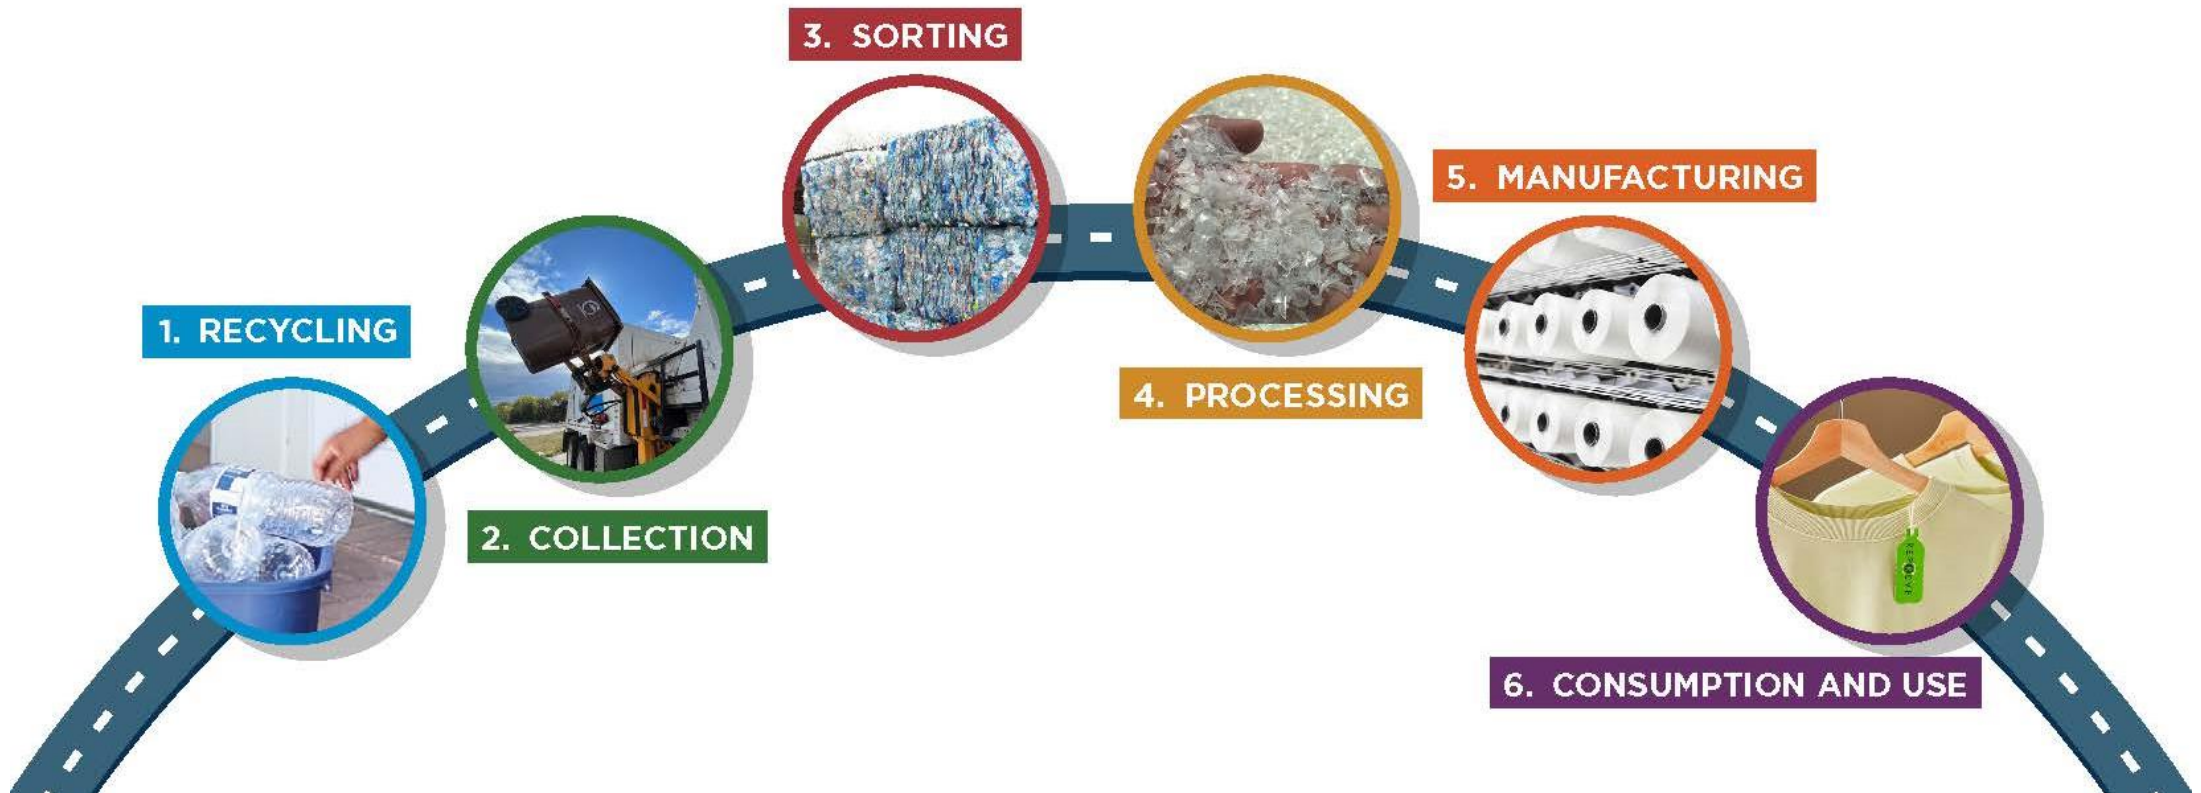 3. SORTING
5. MANUFACTURING
1. RECYCLING
4. PROCESSING
2. COLLECTION
6. CONSUMPTION AND USE